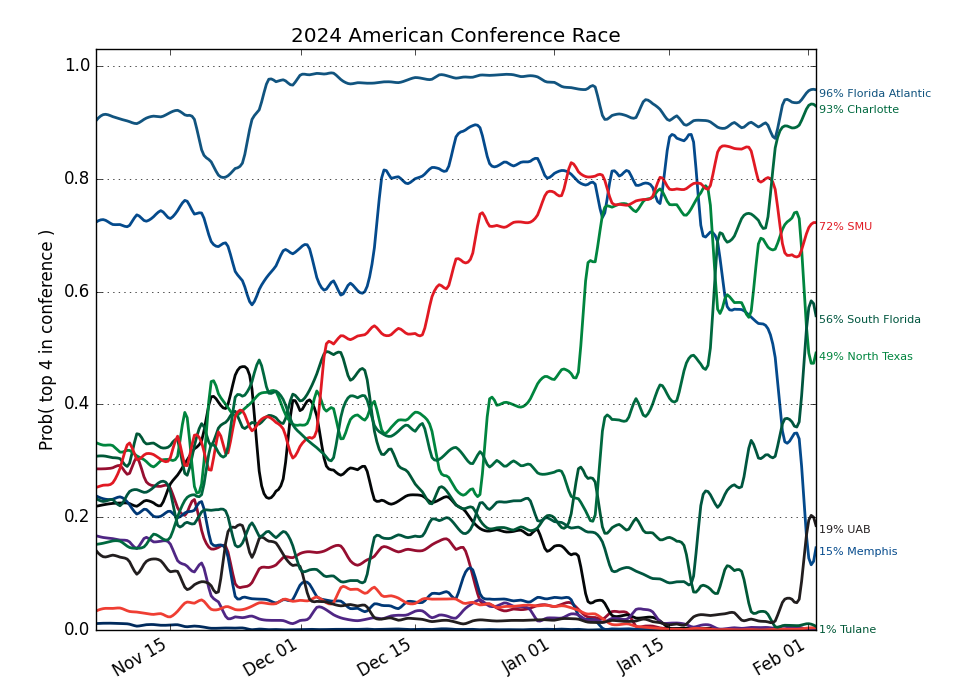 2024 American Conference Race
Prob( top 4 in conference )
1.0
0.8
0.6
0.4
0.2
0.0
Nov 15
Dec 01
Dec 15
Jan 01
Jan 15
Feb 01
96% Florida Atlantic
93% Charlotte
72% SMU
56% South Florida
49% North Texas
19% UAB
15% Memphis
1% Tulane